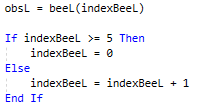 obsL = beeL(indexBeeL)
If indexBeeL >= 5 Then
indexBeeL = 0
Else
indexBeeL = indexBeeL + 1
End If